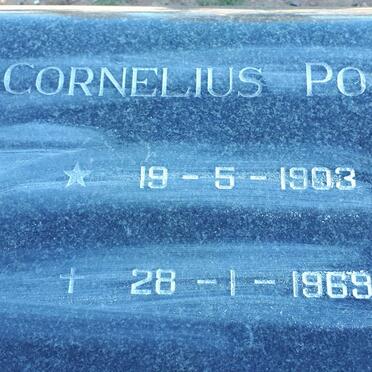 CORNELIUS PO
19 - 5 - 1903
† 28 - 1 - 1969